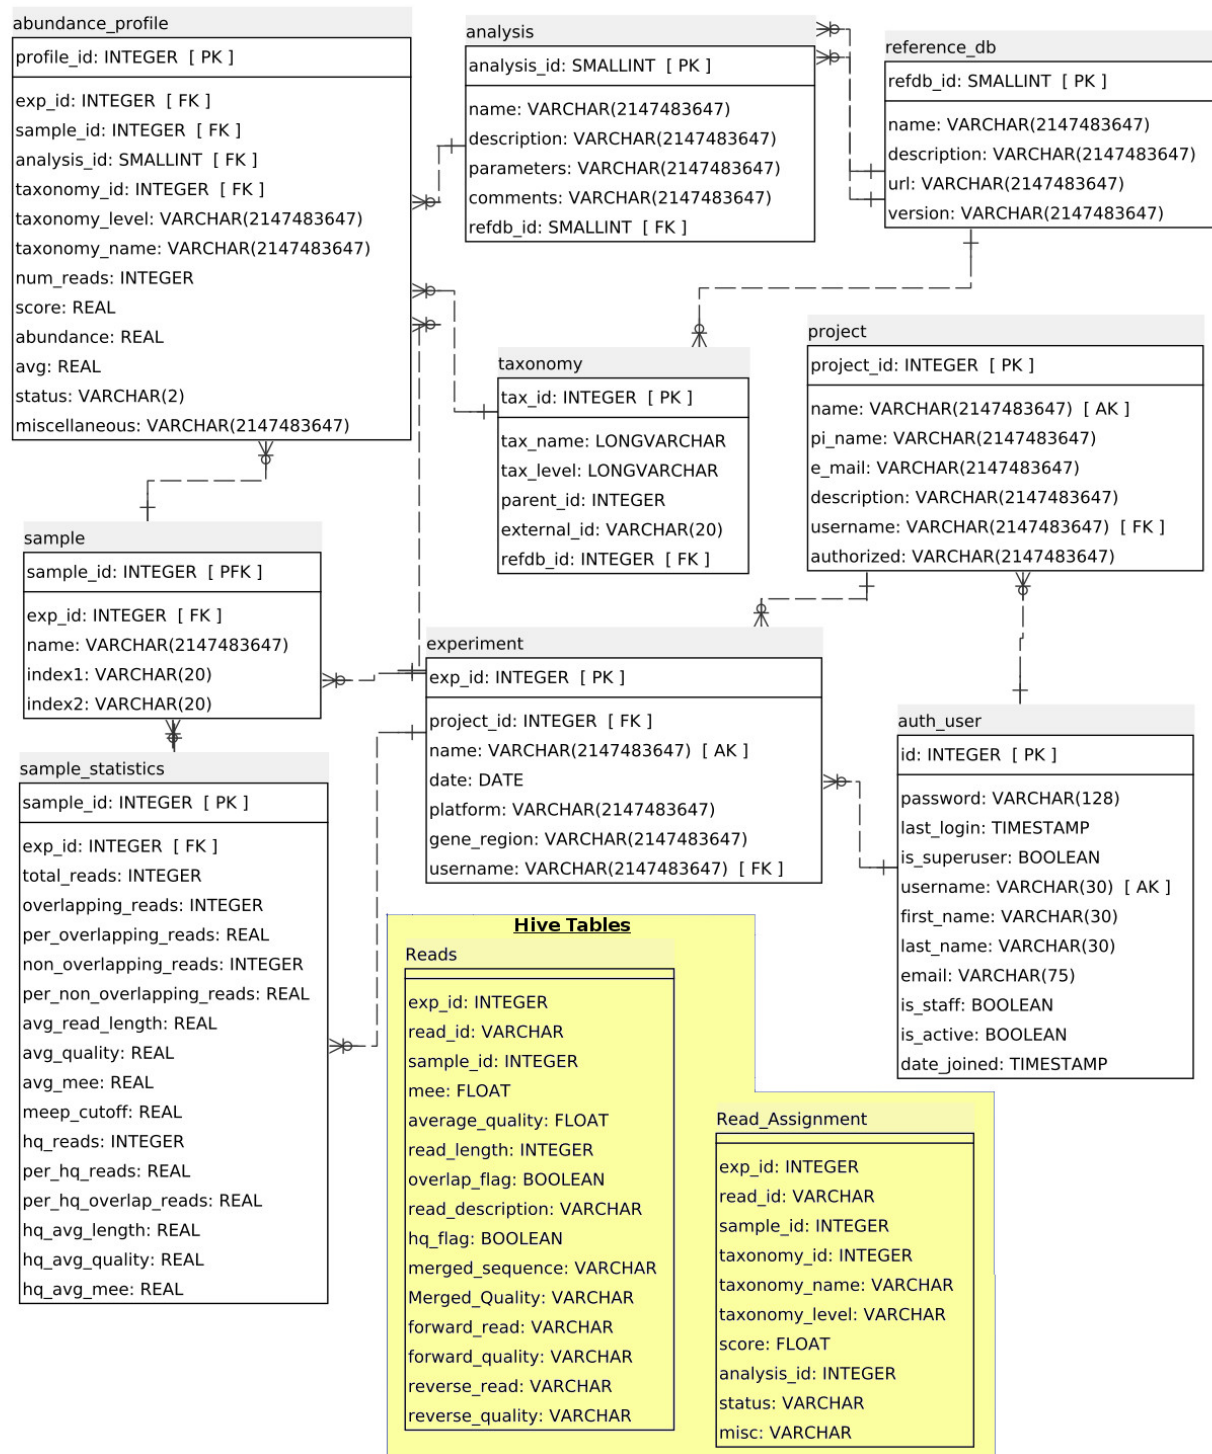 abundance_profile
profile_id: INTEGER [ PK ]
exp_id: INTEGER [ FK ]
sample_id: INTEGER [ FK ]
analysis_id: SMALLINT [ FK ]
taxonomy_id: INTEGER [ FK ]
taxonomy_level: VARCHAR(2147483647)
taxonomy_name: VARCHAR(2147483647)
num_reads: INTEGER
score: REAL
abundance: REAL
avg: REAL
status: VARCHAR(2)
miscellaneous: VARCHAR(2147483647)
analysis
analysis_id: SMALLINT [ PK ]
name: VARCHAR(2147483647)
description: VARCHAR(2147483647)
parameters: VARCHAR(2147483647)
comments: VARCHAR(2147483647)
refdb_id: SMALLINT [ FK ]
reference_db
refdb_id: SMALLINT [ PK ]
name: VARCHAR(2147483647)
description: VARCHAR(2147483647)
url: VARCHAR(2147483647)
version: VARCHAR(2147483647)
taxonomy
tax_id: INTEGER [ PK ]
tax_name: LONGVARCHAR
tax_level: LONGVARCHAR
parent_id: INTEGER
external_id: VARCHAR(20)
refdb_id: INTEGER [ FK ]
project
project_id: INTEGER [ PK ]
name: VARCHAR(2147483647) [ AK ]
pi_name: VARCHAR(2147483647)
e_mail: VARCHAR(2147483647)
description: VARCHAR(2147483647)
username: VARCHAR(2147483647) [ FK ]
authorized: VARCHAR(2147483647)
sample
sample_id: INTEGER [ PFK ]
exp_id: INTEGER [ FK ]
name: VARCHAR(2147483647)
index1: VARCHAR(20)
index2: VARCHAR(20)
experiment
exp_id: INTEGER [ PK ]
project_id: INTEGER [ FK ]
name: VARCHAR(2147483647) [ AK ]
date: DATE
platform: VARCHAR(2147483647)
gene_region: VARCHAR(2147483647)
username: VARCHAR(2147483647) [ FK ]
auth_user
id: INTEGER [ PK ]
password: VARCHAR(128)
last_login: TIMESTAMP
is_superuser: BOOLEAN
username: VARCHAR(30) [ AK ]
first_name: VARCHAR(30)
last_name: VARCHAR(30)
email: VARCHAR(75)
is_staff: BOOLEAN
is_active: BOOLEAN
date_joined: TIMESTAMP
sample_statistics
sample_id: INTEGER [ PK ]
exp_id: INTEGER [ FK ]
total_reads: INTEGER
overlapping_reads: INTEGER
per_overlapping_reads: REAL
non_overlapping_reads: INTEGER
per_non_overlapping_reads: REAL
avg_read_length: REAL
avg_quality: REAL
avg_mee: REAL
meep_cutoff: REAL
hq_reads: INTEGER
per_hq_reads: REAL
per_hq_overlap_reads: REAL
hq_avg_length: REAL
hq_avg_quality: REAL
hq_avg_mee: REAL
Hive Tables
Reads
exp_id: INTEGER
read_id: VARCHAR
sample_id: INTEGER
mee: FLOAT
average_quality: FLOAT
read_length: INTEGER
overlap_flag: BOOLEAN
read_description: VARCHAR
hq_flag: BOOLEAN
merged_sequence: VARCHAR
Merged_Quality: VARCHAR
forward_read: VARCHAR
forward_quality: VARCHAR
reverse_read: VARCHAR
reverse_quality: VARCHAR
Read_Assignment
exp_id: INTEGER
read_id: VARCHAR
sample_id: INTEGER
taxonomy_id: INTEGER
taxonomy_name: VARCHAR
taxonomy_level: VARCHAR
score: FLOAT
analysis_id: INTEGER
status: VARCHAR
misc: VARCHAR